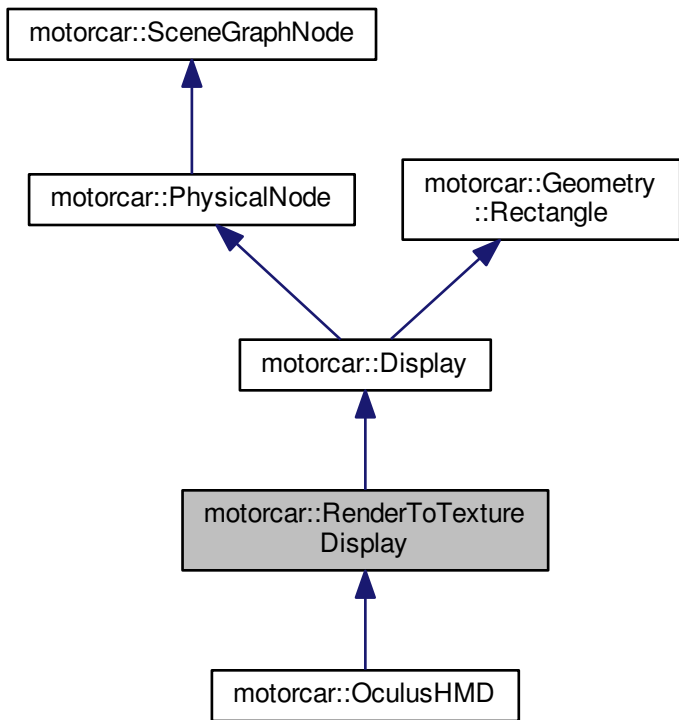 motorcar::SceneGraphNode
motorcar::PhysicalNode
motorcar::Geometry
::Rectangle
motorcar::Display
motorcar::RenderToTexture
Display
motorcar::OculusHMD